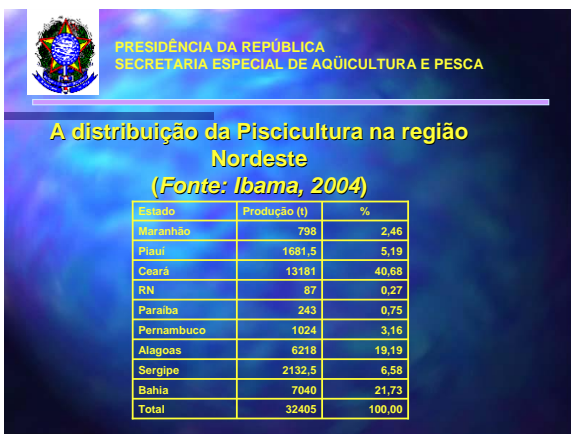 PRESIDÊNCIA DA REPÚBLICA
SECRETARIA ESPECIAL DE AQÜICULTURA E PESCA
A distribuição da Piscicultura na região
Nordeste
(Fonte: Ibama, 2004)
Estado Produção (t) %
Maranhão 798 2,46
Piauí 1681,5 5,19
Ceará 13181 40,68
RN 87 0,27
Paraíba 243 0,75
Pernambuco 1024 3,16
Alagoas 6218 19,19
Sergipe 2132,5 6,58
Bahia 7040 21,73
Total 32405 100,00